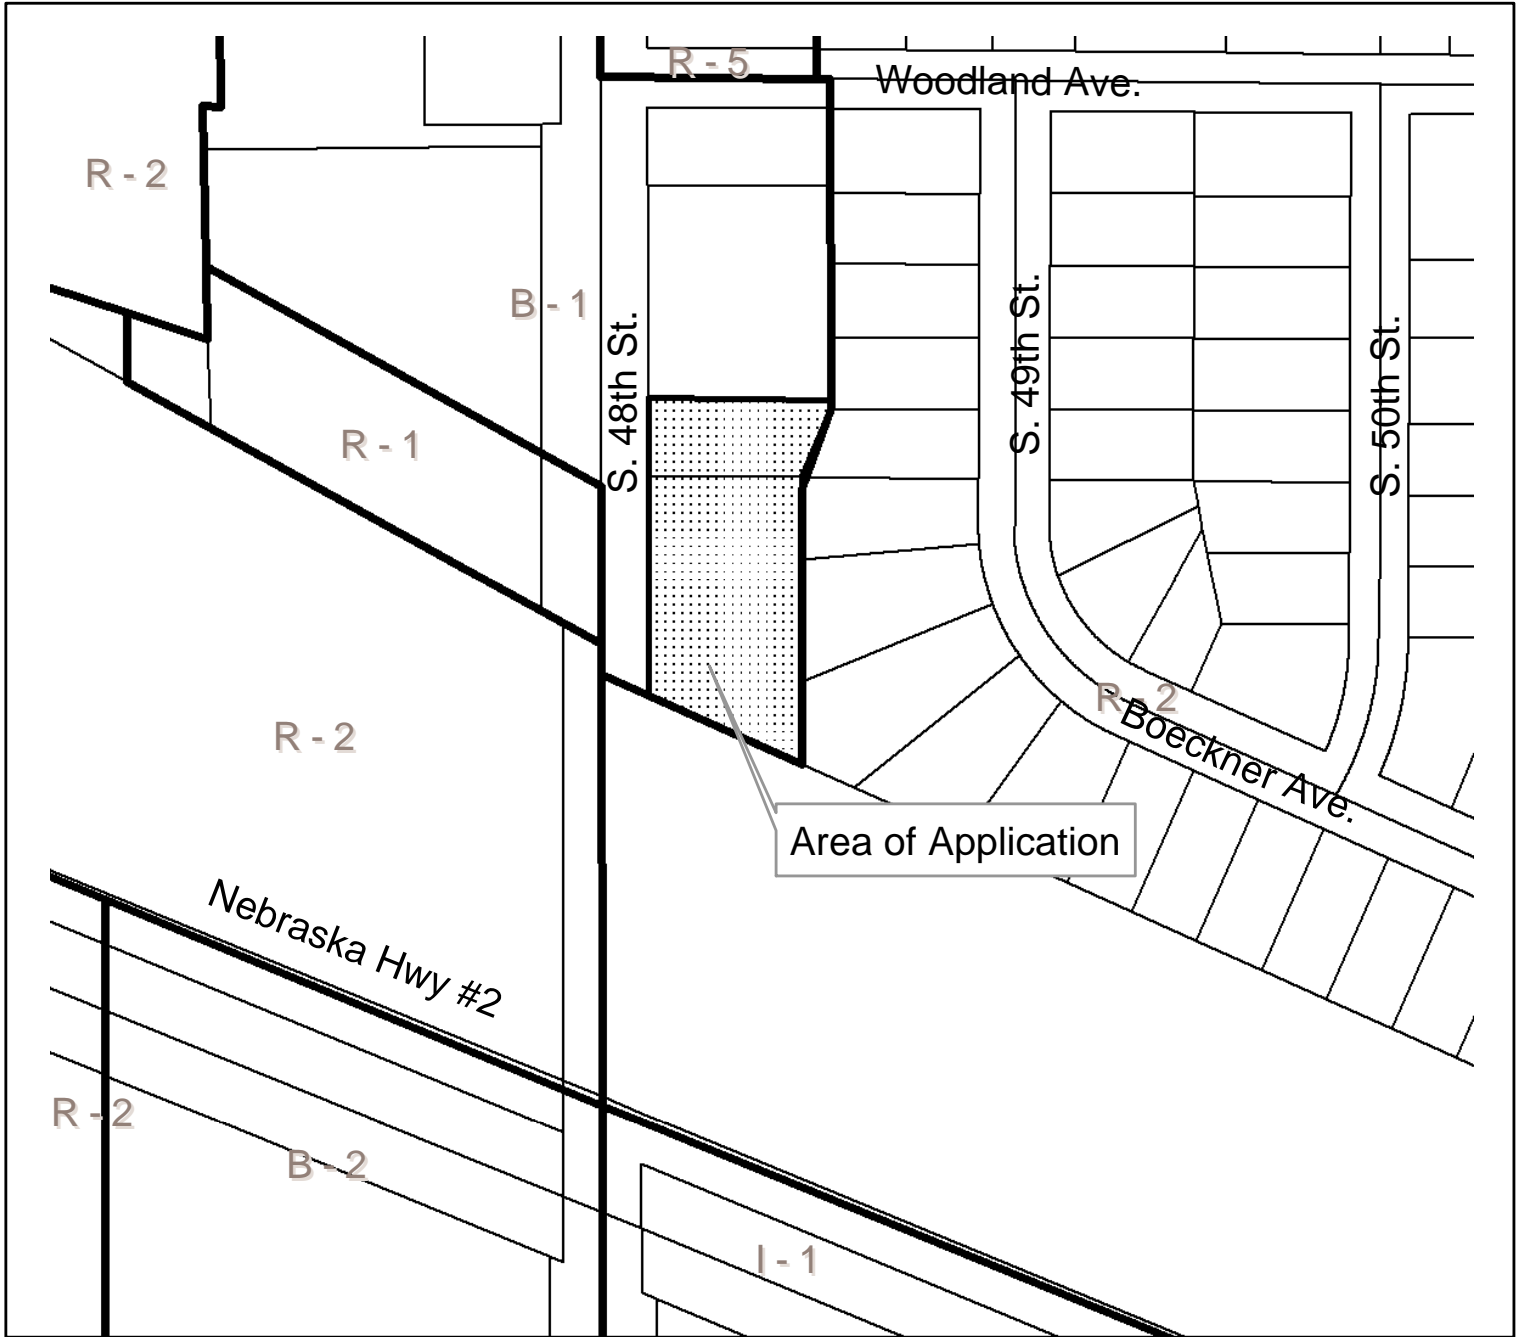 R - 5
Woodland Ave.
R - 2
B - 1
S. 48th St.
S. 49th St.
S. 50th St.
R - 1
R - 2
Boeckner Ave.
R - 2
Area of Application
Nebraska Hwy #2
R - 2
B - 2
I - 1